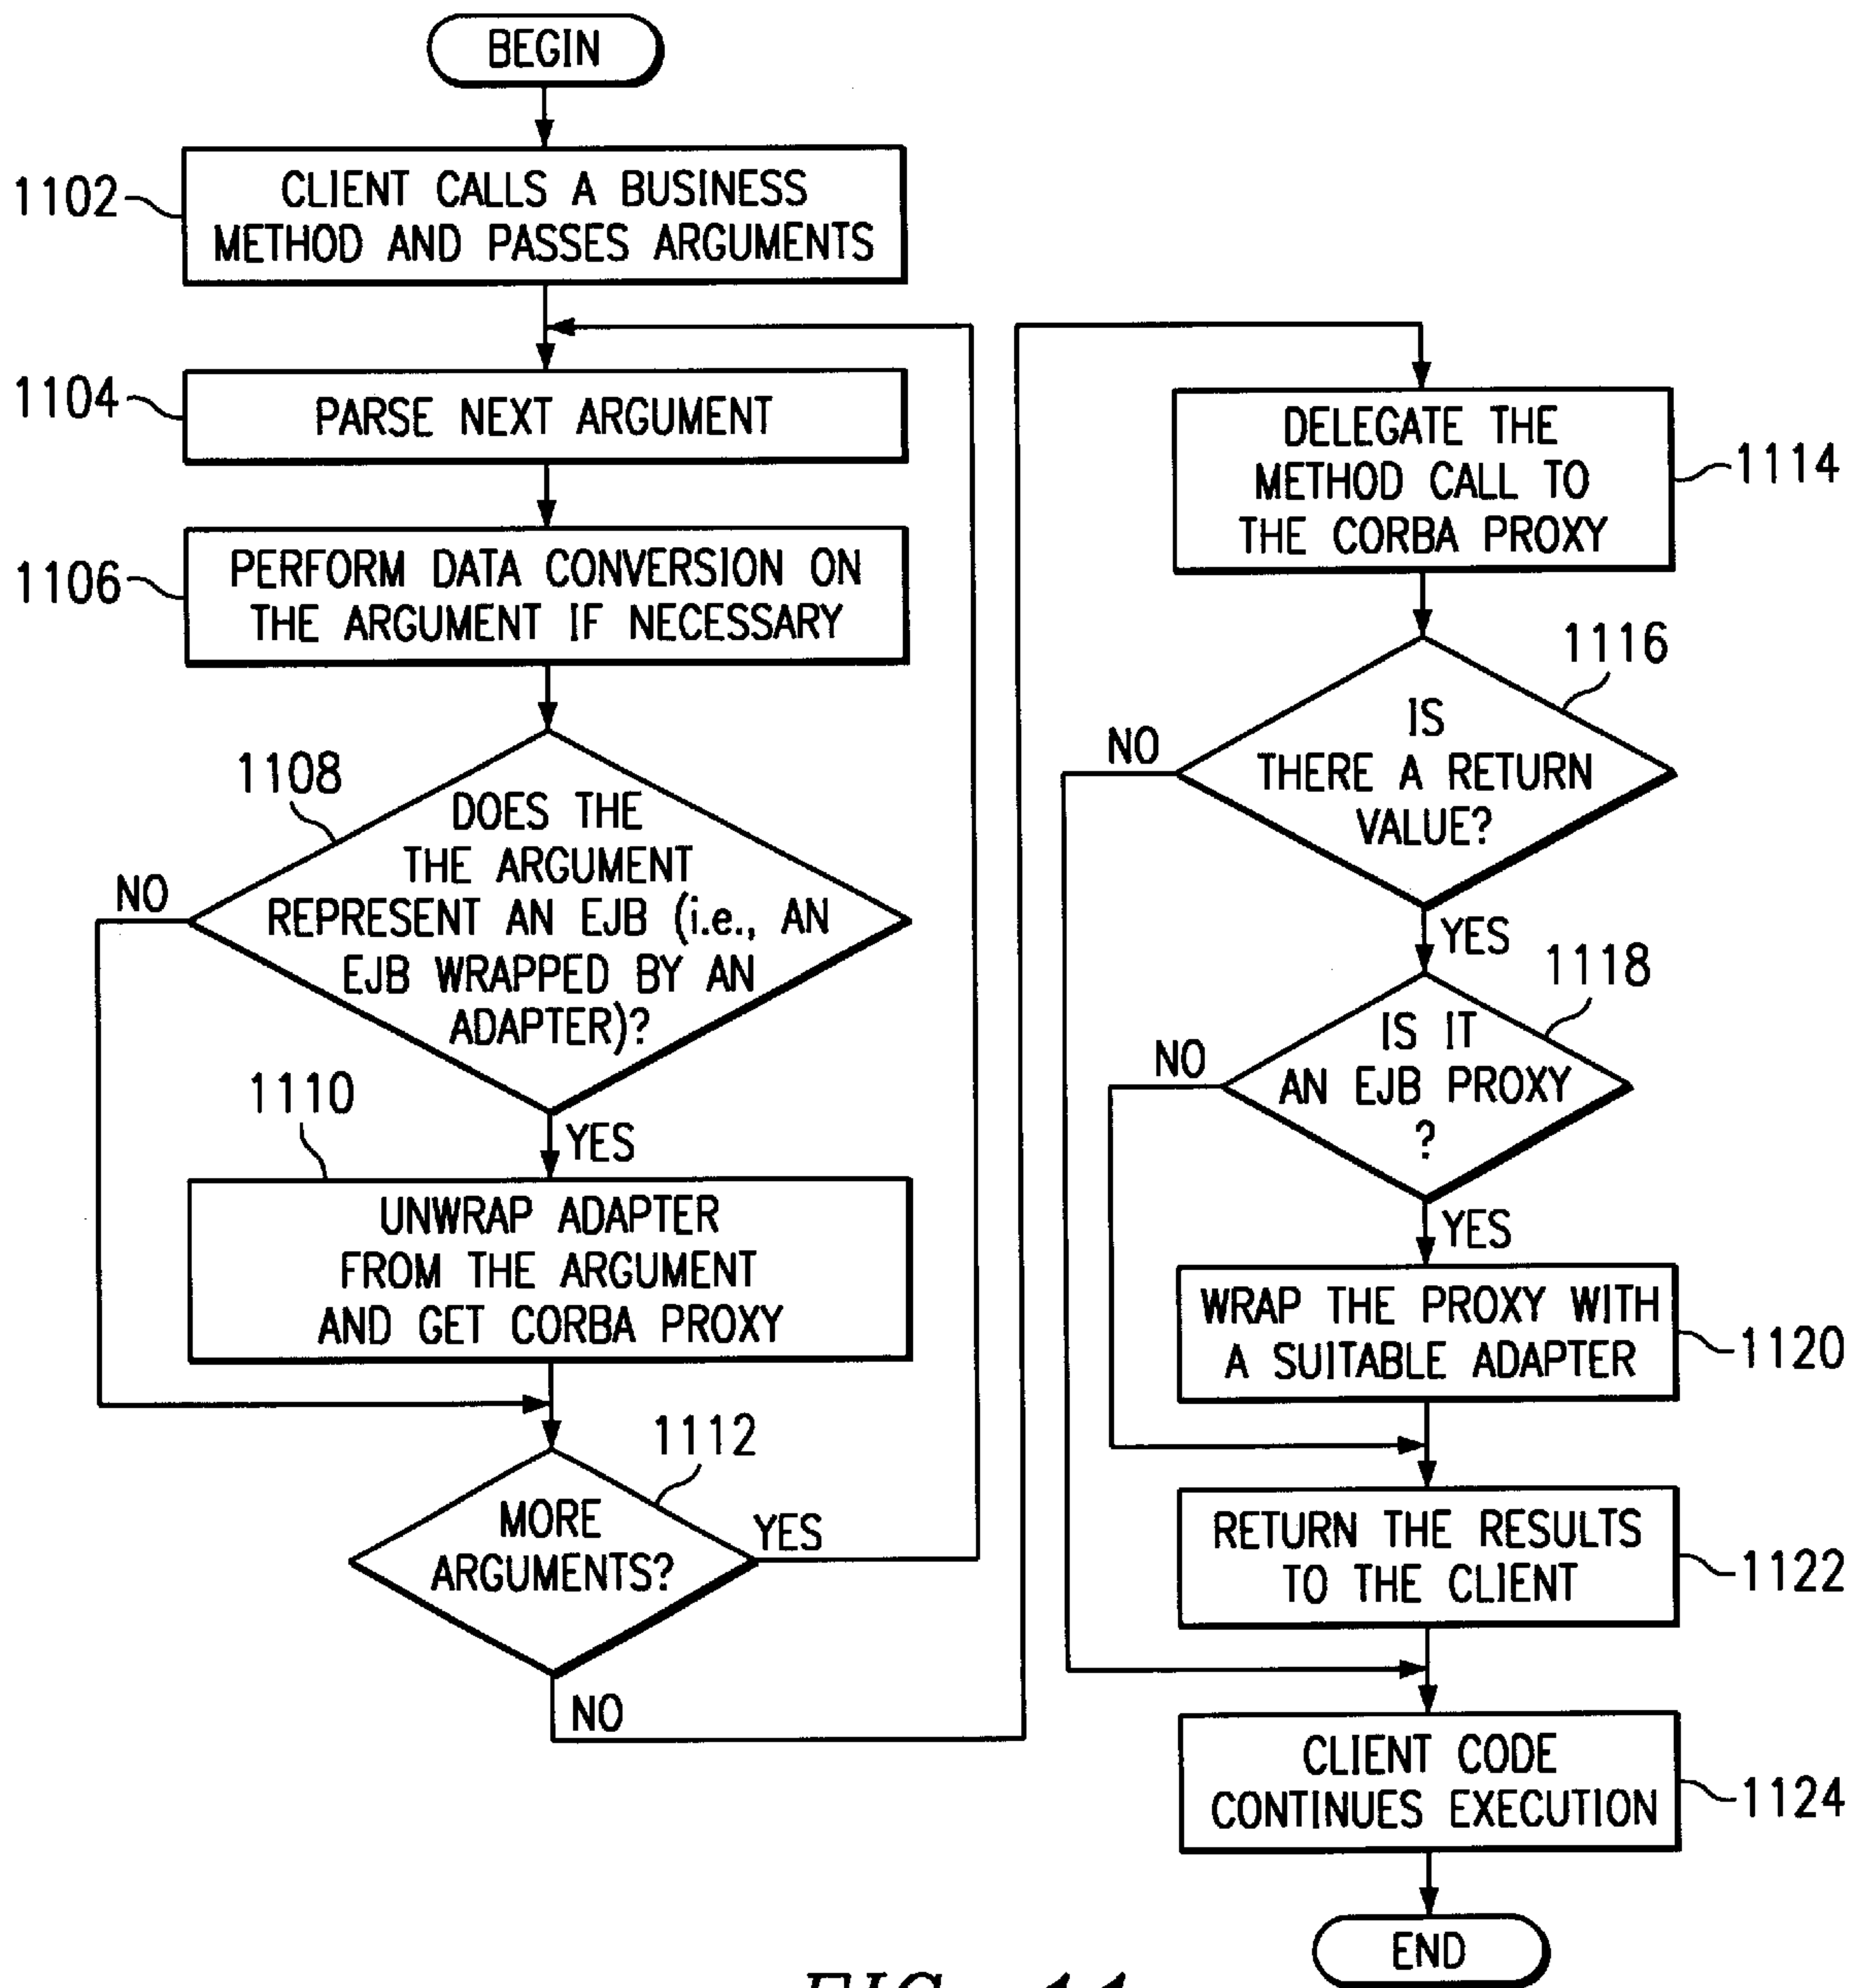 BEGIN
1102
CLIENT CALLS A BUSINESS
METHOD AND PASSES ARGUMENTS
1104
PARSE NEXT ARGUMENT
1106
PERFORM DATA CONVERSION ON
THE ARGUMENT IF NECESSARY
1108
DOES THE
THE ARGUMENT
REPRESENT AN EJB (i.e., AN
EJB WRAPPED BY AN
ADAPTER)?
NO
YES
1110
UNWRAP ADAPTER
FROM THE ARGUMENT
AND GET CORBA PROXY
1112
MORE
ARGUMENTS?
YES
NO
DELEGATE THE
METHOD CALL TO
THE CORBA PROXY
1114
1116
IS
THERE A RETURN
VALUE?
NO
YES
1118
IS IT
AN EJB PROXY
?
NO
YES
WRAP THE PROXY WITH
A SUITABLE ADAPTER
1120
RETURN THE RESULTS
TO THE CLIENT
1122
CLIENT CODE
CONTINUES EXECUTION
1124
END
FIG. 11